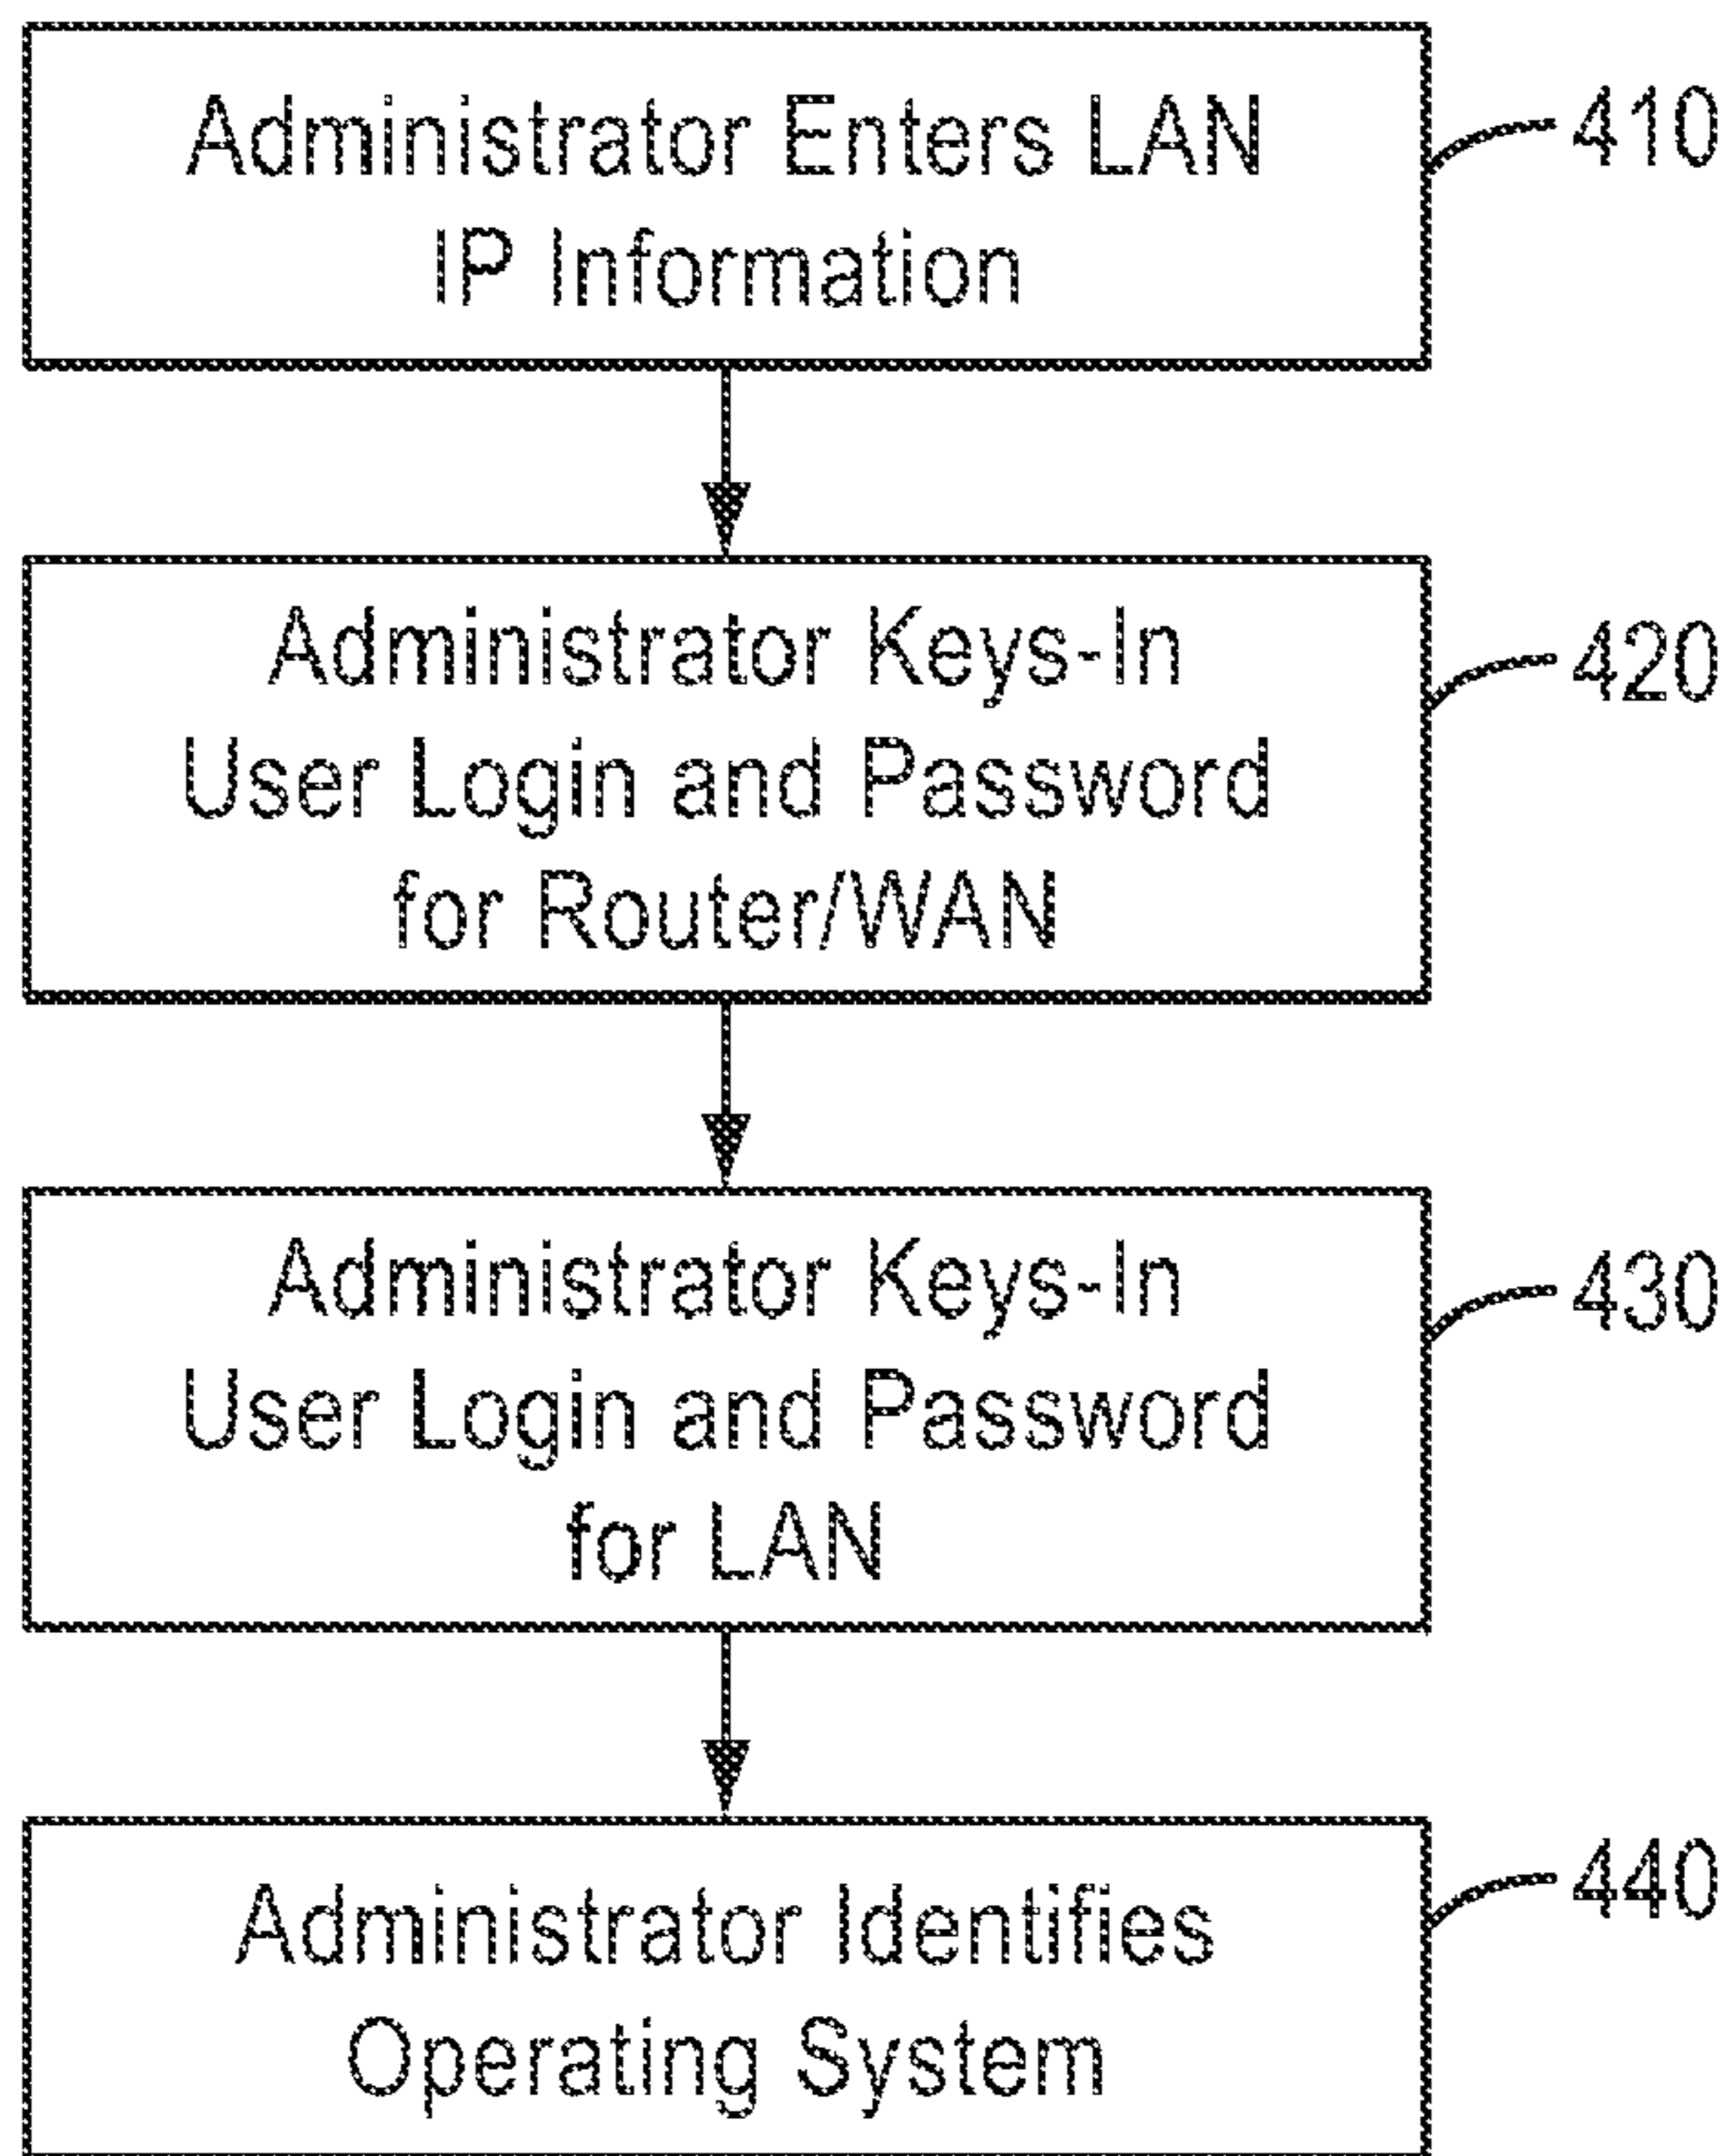 Administrator Enters LAN
IP Information
410
Administrator Keys-In
User Login and Password
for Router/WAN
420
Administrator Keys-In
User Login and Password
for LAN
430
Administrator Identifies
Operating System
440